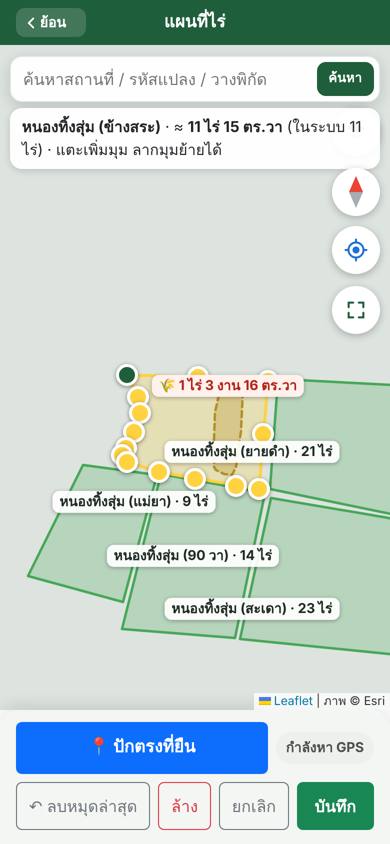 ย้อน
แผนที่ไร่
ค้นหาสถานที่ / รหัสแปลง / วางพิกัด
ค้นหา
หนองทิ้งสุ่ม (ข้างสระ) · ≈ 11 ไร่ 15 ตร.วา (ในระบบ 11
ไร่) · แตะเพิ่มมุม ลากมุมย้ายได้
🌾 1 ไร่ 3 งาน 16 ตร.วา
หนองทิ้งสุ่ม (ยายดำ) · 21 ไร่
หนองทิ้งสุ่ม (แม่ยา) · 9 ไร่
หนองทิ้งสุ่ม (90 วา) · 14 ไร่
หนองทิ้งสุ่ม (สะเดา) · 23 ไร่
Leaflet | ภาพ © Esri
📍 ปักตรงที่ยืน
กำลังหา GPS
↶ ลบหมุดล่าสุด
ล้าง
ยกเลิก
บันทึก